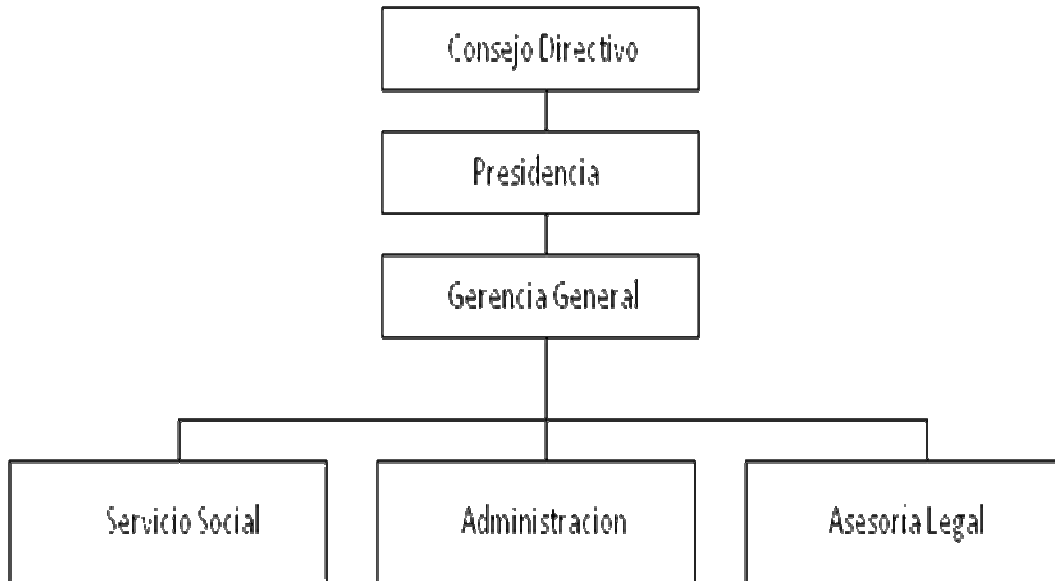 Consejo Directivo
Presidencia
Gerencia General
Servicio Social
Administracion
Asesoria Legal